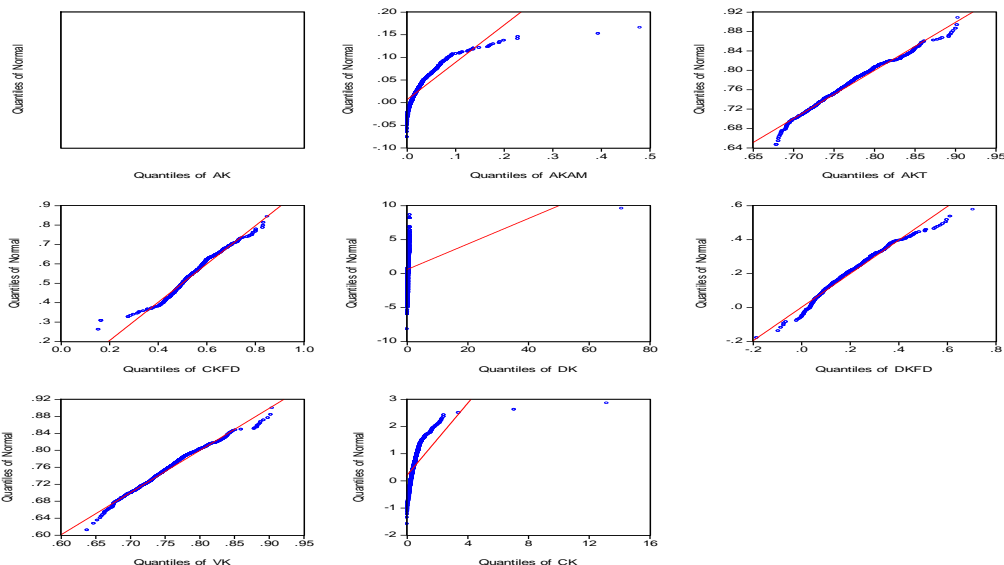 Quantiles of Normal
Quantiles of AK
Quantiles of Normal
.20
.15
.10
.05
.00
-.05
-.10
.0 .1 .2 .3 .4 .5
Quantiles of AKAM
Quantiles of Normal
.92
.88
.84
.80
.76
.72
.68
.64
.65 .70 .75 .80 .85 .90 .95
Quantiles of AKT
Quantiles of Normal
.9
.8
.7
.6
.5
.4
.3
.2
0.0 0.2 0.4 0.6 0.8 1.0
Quantiles of CKFD
Quantiles of Normal
10
5
0
-5
-10
0 20 40 60 80
Quantiles of DK
Quantiles of Normal
.6
.4
.2
.0
-.2
-.2 .0 .2 .4 .6 .8
Quantiles of DKFD
Quantiles of Normal
.92
.88
.84
.80
.76
.72
.68
.64
.60
.60 .65 .70 .75 .80 .85 .90 .95
Quantiles of VK
Quantiles of Normal
3
2
1
0
-1
-2
0 4 8 12 16
Quantiles of CK